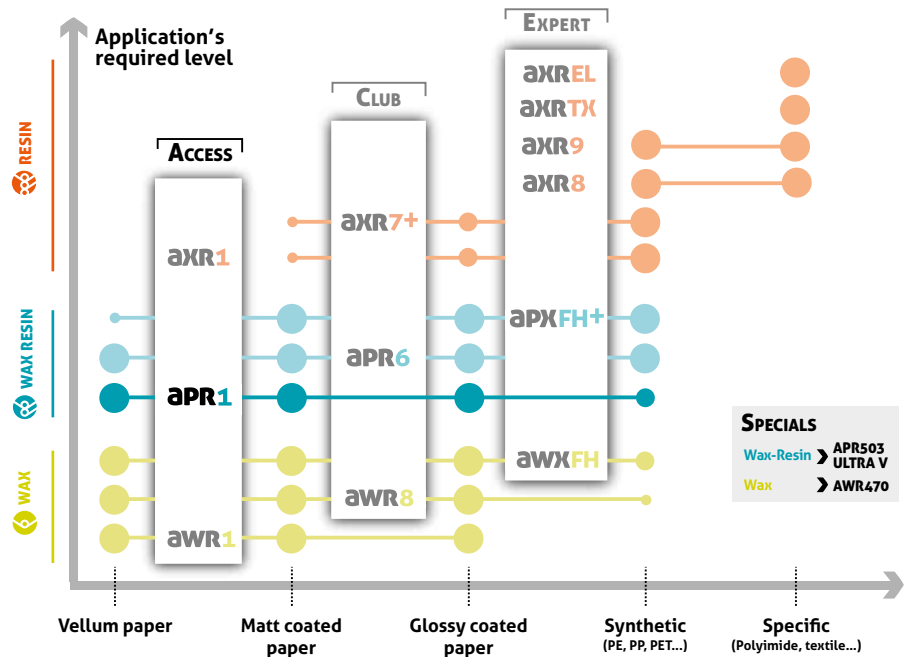 Application's
required level
EXPERT
CLUB
ACCESS
RESIN
WAX RESIN
WAX
aXREL
aXRTX
aXR9
aXR8
aXR7+
aXR1
aPXFH+
aPR6
aPR1
aWXFH
aWR8
aWR1
SPECIALS
Wax-Resin APR503
ULTRA V
Wax AWR470
Vellum paper
Matt coated
paper
Glossy coated
paper
Synthetic
(PE, PP, PET...)
Specific
(Polyimide, textile...)